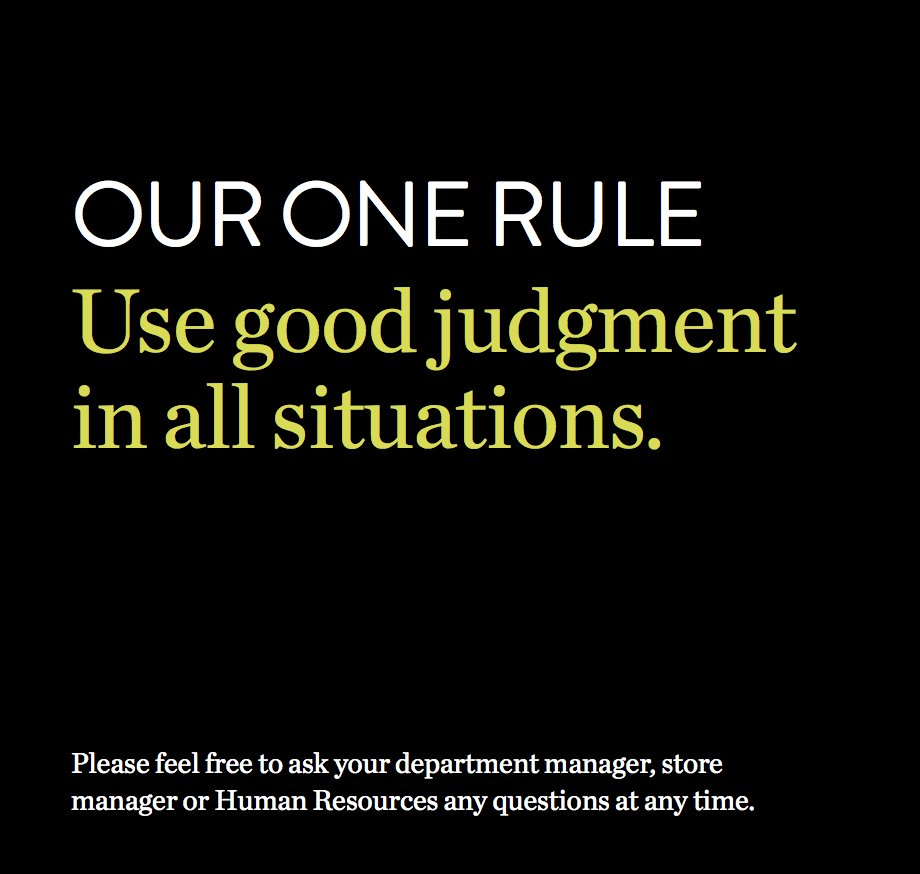 OUR ONE RULE
Use good judgment
in all situations.
Please feel free to ask your department manager, store
manager or Human Resources any questions at any time.